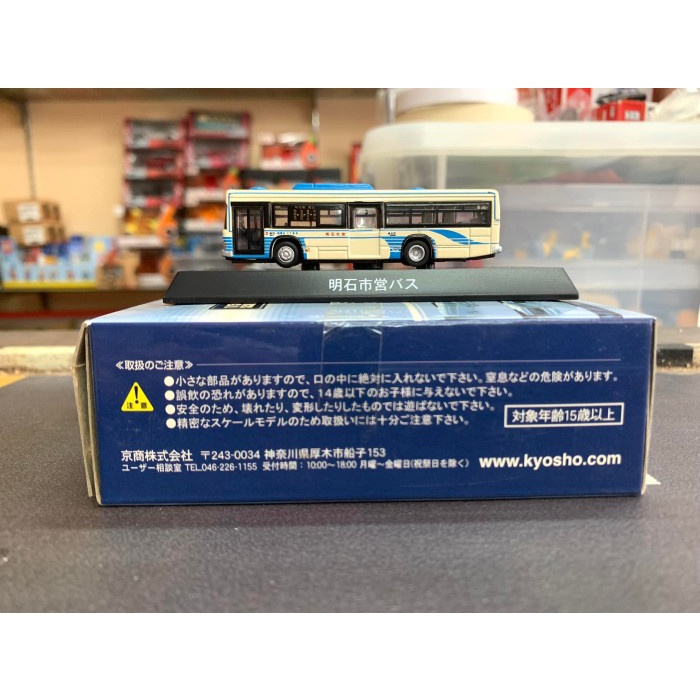 明石市営バス
≪取扱のご注意≫
注意
●小さな部品がありますので、口の中に絶対に入れないで下さい。窒息などの危険があります。
●誤飲の恐れがありますので、14歳以下のお子様に与えないで下さい。
●安全のため、壊れたり、変形したりしたものでは遊ばないで下さい。
●精密なスケールモデルのため取扱いには十分ご注意下さい。
対象年齢15歳以上
京商株式会社 〒243-0034 神奈川県厚木市船子153
ユーザー相談室 TEL.046-226-1155 受付時間：10:00～18:00 月曜～金曜日(祝祭日を除く)
www.kyosho.com